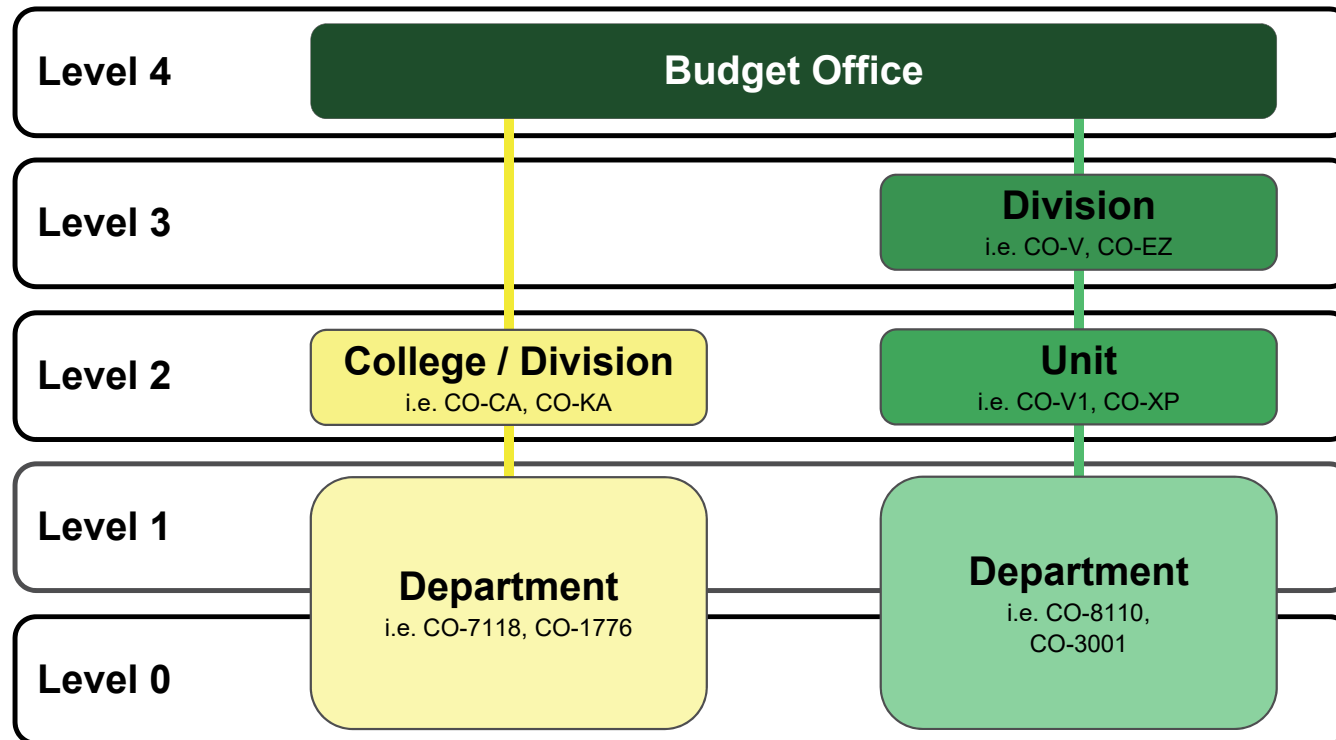 Level 4
Budget Office
Level 3
Division
i.e. CO-V, CO-EZ
Level 2
College / Division
i.e. CO-CA, CO-KA
Unit
i.e. CO-V1, CO-XP
Level 1
Department
i.e. CO-7118, CO-1776
Department
i.e. CO-8110,
CO-3001
Level 0